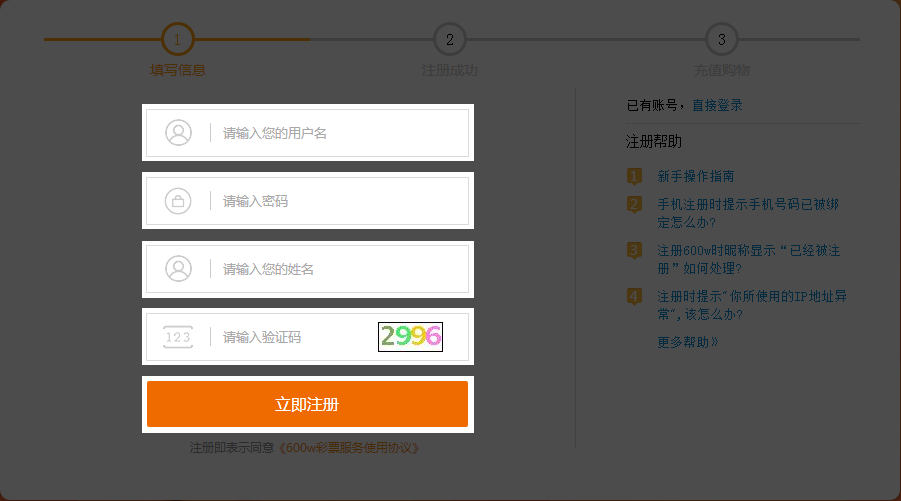 1
2
3
填写信息
注册成功
充值购物
请输入您的用户名
请输入密码
请输入您的姓名
123
请输入验证码
2996
立即注册
注册即表示同意《600w彩票服务使用协议》
已有账号，直接登录
注册帮助
1 新手操作指南
2 手机注册时提示手机号码已被绑
定怎么办?
3 注册600w时昵称显示“已经被注
册”如何处理?
4 注册时提示"你所使用的IP地址异
常",该怎么办?
更多帮助》